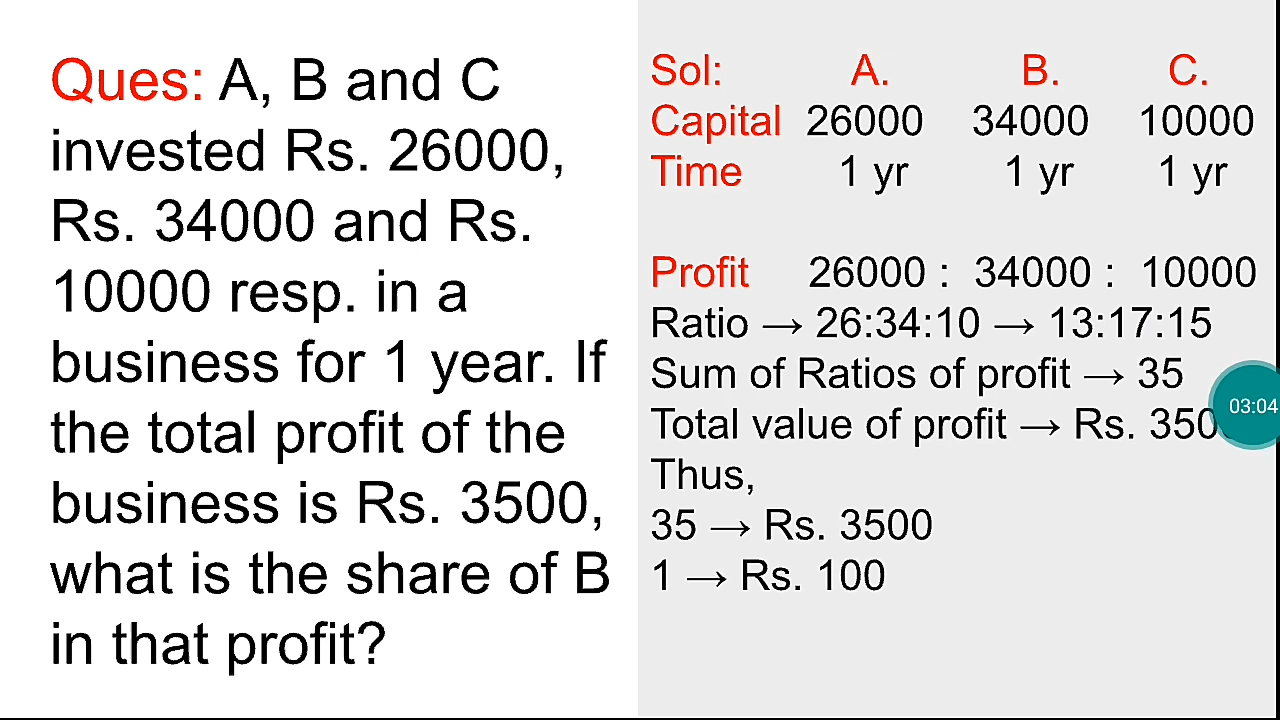 Ques: A, B and C
invested Rs. 26000,
Rs. 34000 and Rs.
10000 resp. in a
business for 1 year. If
the total profit of the
business is Rs. 3500,
what is the share of B
in that profit?
Sol: A. B. C.
Capital 26000 34000 10000
Time 1 yr 1 yr 1 yr
Profit 26000 : 34000 : 10000
Ratio → 26:34:10 → 13:17:15
Sum of Ratios of profit → 35
Total value of profit → Rs.
03:04
Thus,
35 → Rs. 3500
1 → Rs. 100